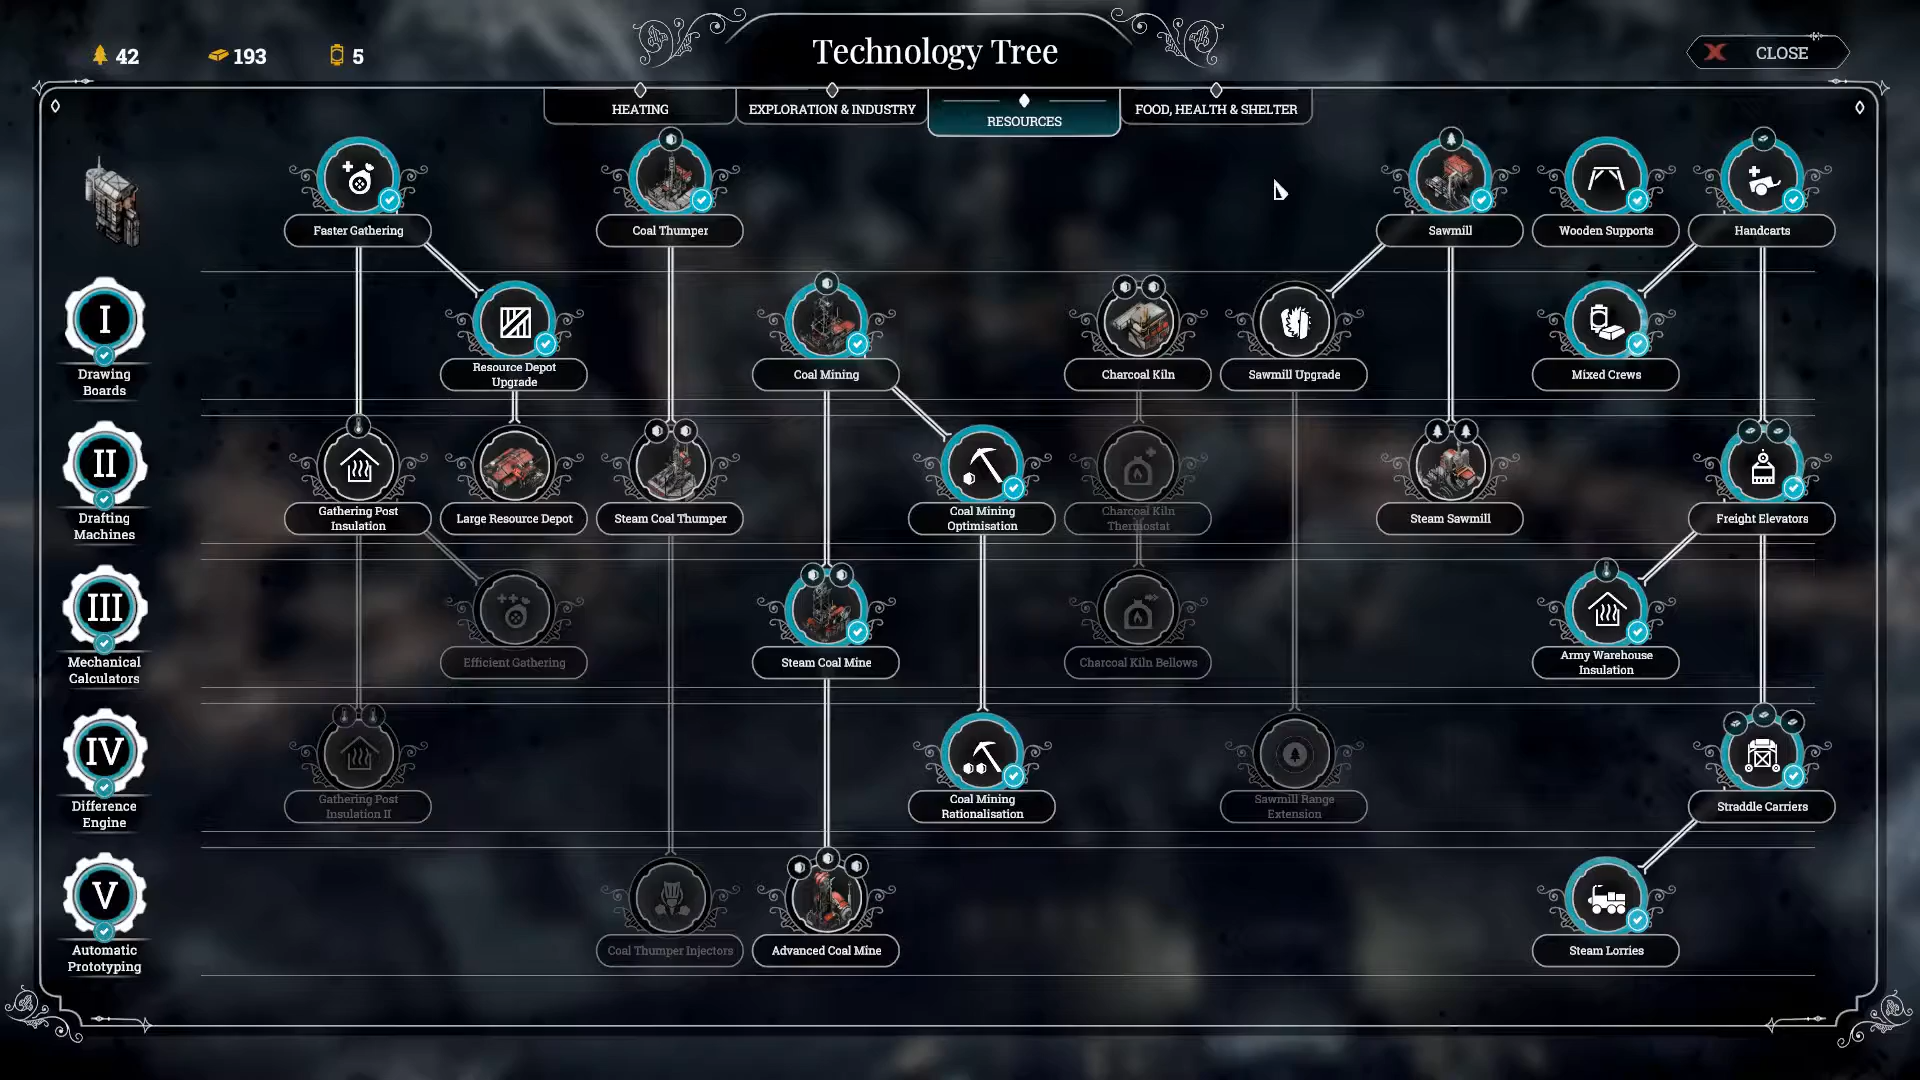 42
193
5
Technology Tree
CLOSE
HEATING
EXPLORATION & INDUSTRY
RESOURCES
FOOD, HEALTH & SHELTER
Faster Gathering
Coal Thumper
Sawmill
Wooden Supports
Handcarts
I
Drawing
Boards
Resource Depot
Upgrade
Coal Mining
Charcoal Kiln
Sawmill Upgrade
Mixed Crews
II
Drafting
Machines
Gathering Post
Insulation
Large Resource Depot
Steam Coal Thumper
Coal Mining
Optimisation
Charcoal Kiln
Thermostat
Steam Sawmill
Freight Elevators
III
Mechanical
Calculators
Efficient Gathering
Steam Coal Mine
Charcoal Kiln Bellows
Army Warehouse
Insulation
IV
Difference
Engine
Gathering Post
Insulation II
Coal Mining
Rationalisation
Sawmill Range
Extension
Straddle Carriers
V
Automatic
Prototyping
Coal Thumper Injectors
Advanced Coal Mine
Steam Lorries